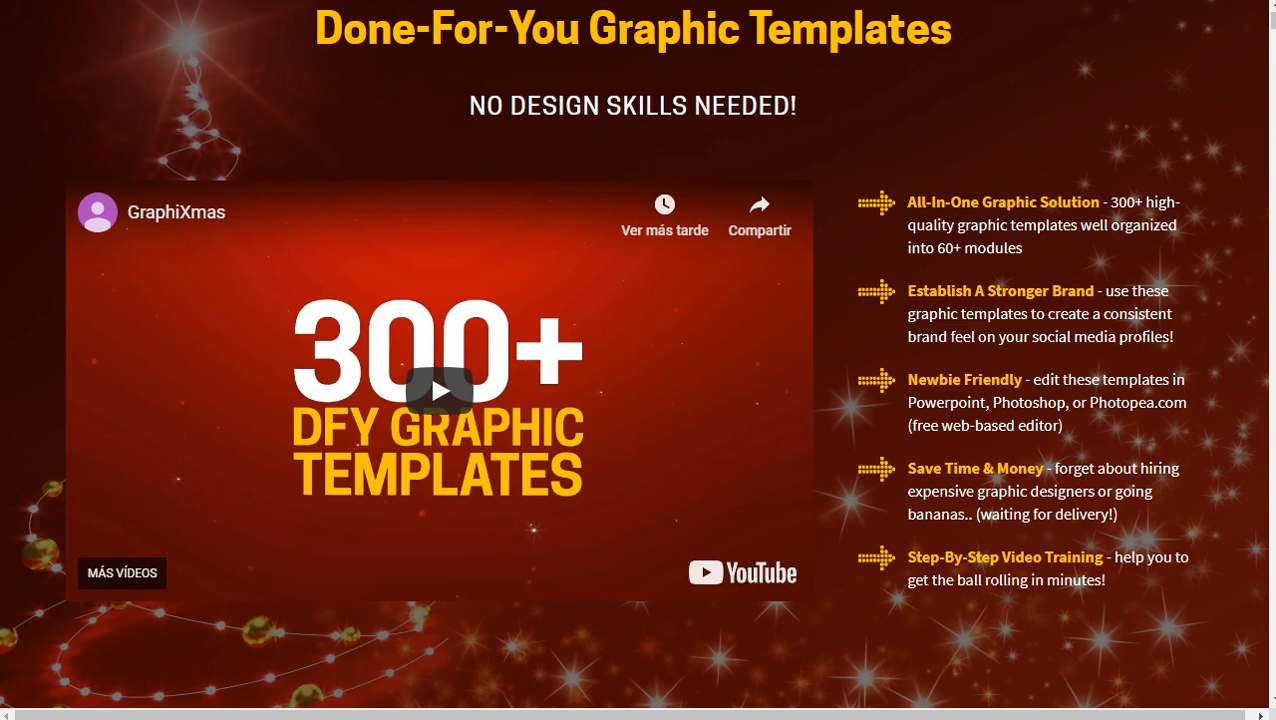 Done-For-You Graphic Templates
NO DESIGN SKILLS NEEDED!
GraphiXmas
Ver más tarde
Compartir
300+
DFY GRAPHIC
TEMPLATES
MÁS VÍDEOS
YouTube
All-In-One Graphic Solution - 300+ high-
quality graphic templates well organized
into 60+ modules
Establish A Stronger Brand - use these
graphic templates to create a consistent
brand feel on your social media profiles!
Newbie Friendly - edit these templates in
Powerpoint, Photoshop, or Photopea.com
(free web-based editor)
Save Time & Money - forget about hiring
expensive graphic designers or going
bananas.. (waiting for delivery!)
Step-By-Step Video Training - help you to
get the ball rolling in minutes!